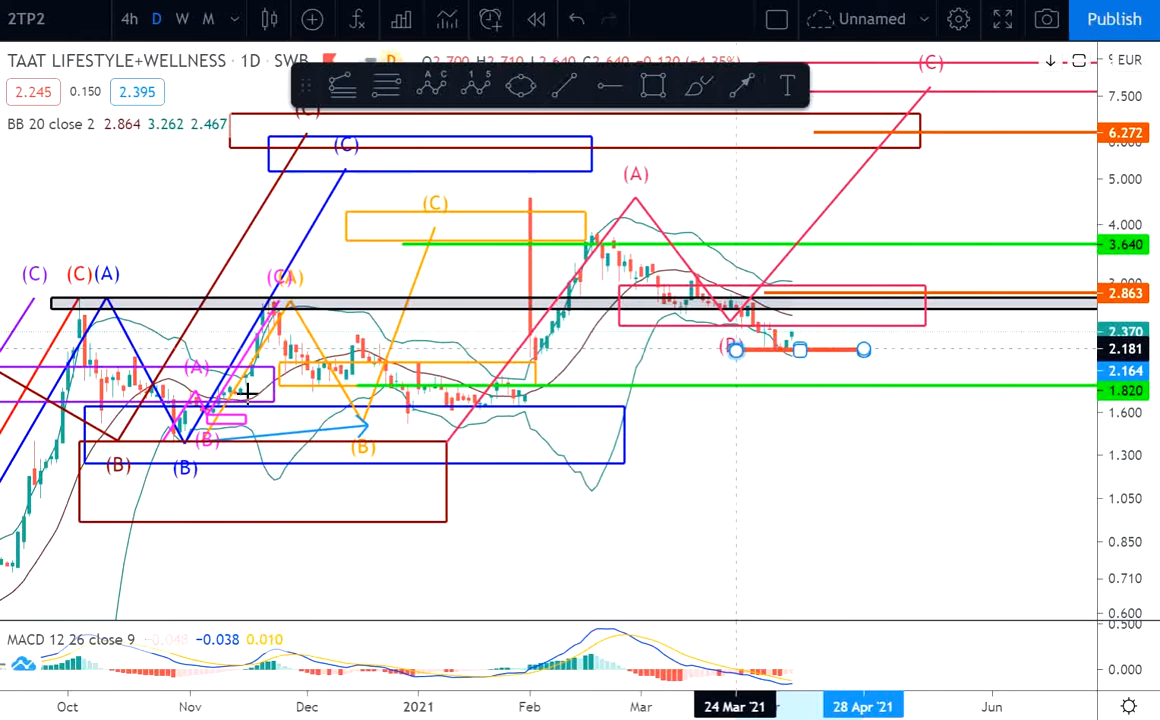 2TP2 D W M 4h Unnamed Publish
TAAT LIFESTYLE+WELLNESS · 1D · SWB
2.245 0.150 2.395
BB 20 close 2 2.864 3.262 2.467
EUR
7.500
6.272
5.000
4.000
3.640
2.863
2.370
2.181
2.164
1.820
1.600
1.300
1.050
0.850
0.710
0.600
(C)
(C)
(C)
(C)
(A)
(C)
(C)
(A)
(A)
(B)
(B)
(B)
(B)
MACD 12 26 close 9 -0.048 -0.038 0.010
0.500
0.000
Oct Nov Dec 2021 Feb Mar 24 Mar '21 28 Apr '21 Jun